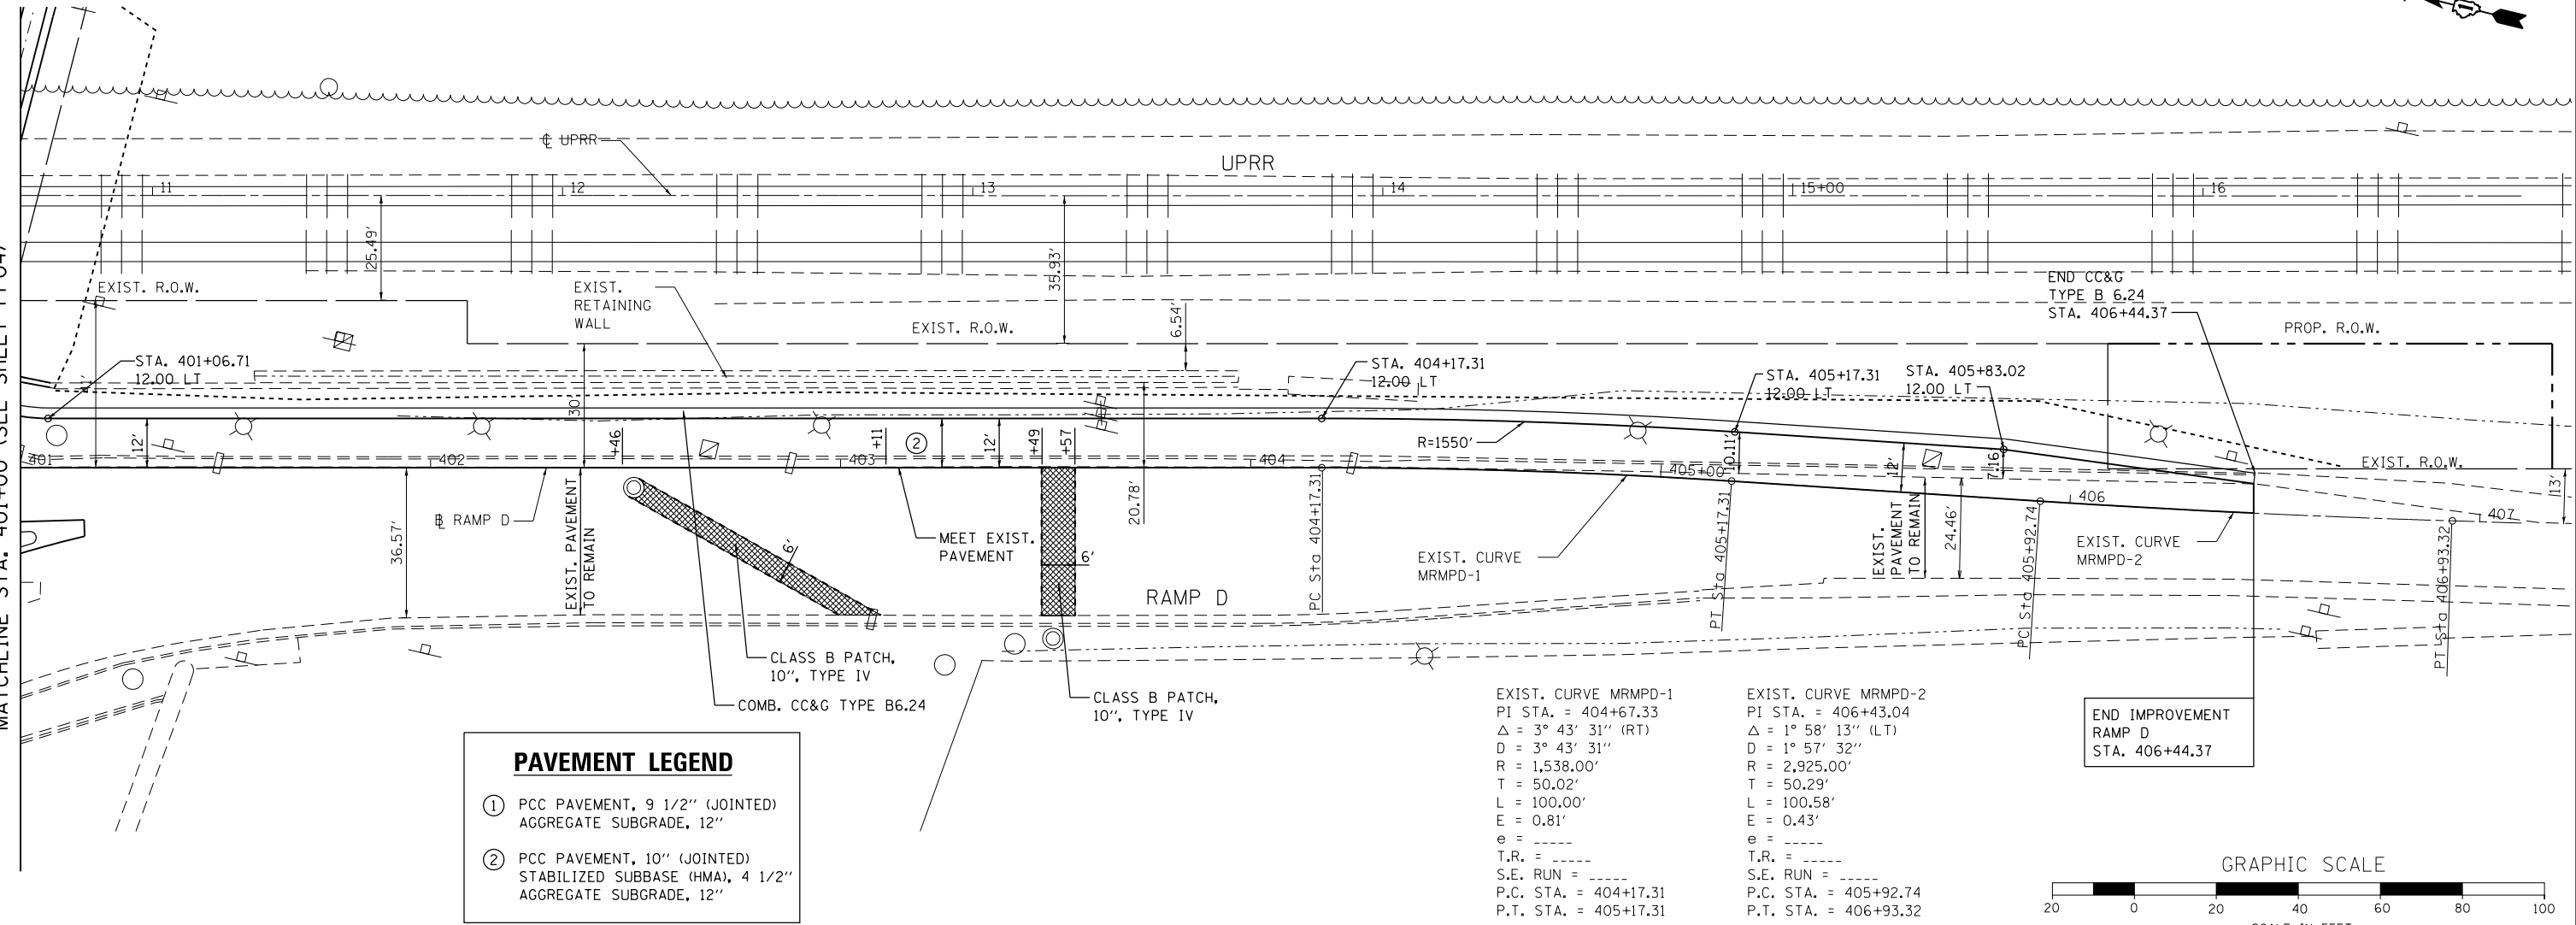 MATCHLINE STA. 401+00 (SEE SHEET
℄ UPRR
UPRR
11
12
13
14
15+00
16
25.49'
35.93'
EXIST. R.O.W.
EXIST.
RETAINING
WALL
EXIST. R.O.W.
6.54'
END CC&G
TYPE B 6.24
STA. 406+44.37
PROP. R.O.W.
STA. 401+06.71
12.00 LT
STA. 404+17.31
12.00 LT
STA. 405+17.31
12.00 LT
STA. 405+83.02
12.00 LT
30'
12'
+46
+11
2
12'
+49
+57
R=1550'
10.11'
12'
7.16'
EXIST. R.O.W.
13'
401
402
403
404
405+00
406
407
36.57'
℄ RAMP D
EXIST. PAVEMENT
TO REMAIN
6'
MEET EXIST.
PAVEMENT
6'
20.78'
RAMP D
PC Sta 404+17.31
EXIST. CURVE
MRMPD-1
PT Sta 405+17.31
EXIST.
PAVEMENT
TO REMAIN
24.46'
PC Sta 405+92.74
EXIST. CURVE
MRMPD-2
PT Sta 406+93.32
CLASS B PATCH,
10", TYPE IV
COMB. CC&G TYPE B6.24
CLASS B PATCH,
10", TYPE IV
PAVEMENT LEGEND
1 PCC PAVEMENT, 9 1/2" (JOINTED)
AGGREGATE SUBGRADE, 12"
2 PCC PAVEMENT, 10" (JOINTED)
STABILIZED SUBBASE (HMA), 4 1/2"
AGGREGATE SUBGRADE, 12"
EXIST. CURVE MRMPD-1
PI STA. = 404+67.33
△ = 3° 43' 31" (RT)
D = 3° 43' 31"
R = 1,538.00'
T = 50.02'
L = 100.00'
E = 0.81'
e = _____
T.R. = _____
S.E. RUN = _____
P.C. STA. = 404+17.31
P.T. STA. = 405+17.31
EXIST. CURVE MRMPD-2
PI STA. = 406+43.04
△ = 1° 58' 13" (LT)
D = 1° 57' 32"
R = 2,925.00'
T = 50.29'
L = 100.58'
E = 0.43'
e = _____
T.R. = _____
S.E. RUN = _____
P.C. STA. = 405+92.74
P.T. STA. = 406+93.32
END IMPROVEMENT
RAMP D
STA. 406+44.37
GRAPHIC SCALE
20 0 20 40 60 80 100